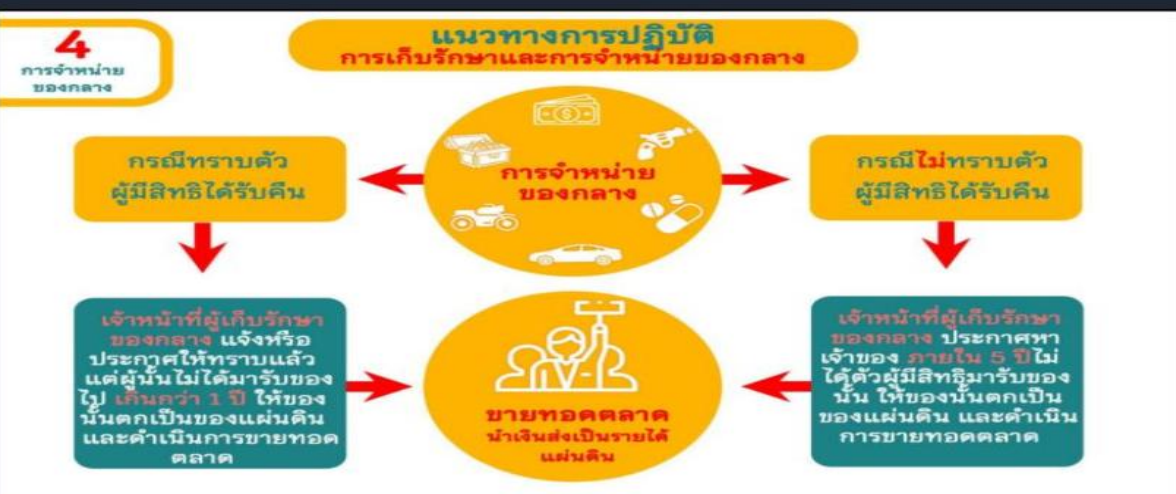 4
การจำหน่าย
ของกลาง
แนวทางการปฏิบัติ
การเก็บรักษาและการจำหน่ายของกลาง
กรณีทราบตัว
ผู้มีสิทธิได้รับคืน
การจำหน่าย
ของกลาง
กรณีไม่ทราบตัว
ผู้มีสิทธิได้รับคืน
เจ้าหน้าที่ผู้เก็บรักษา
ของกลาง แจ้งหรือ
ประกาศให้ทราบแล้ว
แต่ผู้นั้นไม่ได้มารับของ
ไป เกินกว่า 1 ปี ให้ของ
นั้นตกเป็นของแผ่นดิน
และดำเนินการขายทอด
ตลาด
ขายทอดตลาด
นำเงินส่งเป็นรายได้
แผ่นดิน
เจ้าหน้าที่ผู้เก็บรักษา
ของกลาง ประกาศหา
เจ้าของ ภายใน 5 ปีไม่
ได้ตัวผู้มีสิทธิมารับของ
นั้น ให้ของนั้นตกเป็น
ของแผ่นดิน และดำเนิน
การขายทอดตลาด